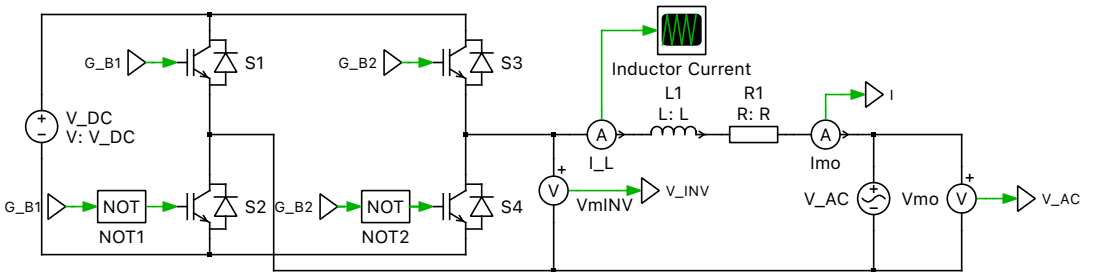 G_B1
S1
G_B2
S3
Inductor Current
V_DC
V: V_DC
A
I_L
L1
L: L
R1
R: R
A
Imo
I
G_B1
NOT
NOT1
S2
G_B2
NOT
NOT2
S4
V
VmINV
V_INV
V_AC
Vmo
V
V_AC